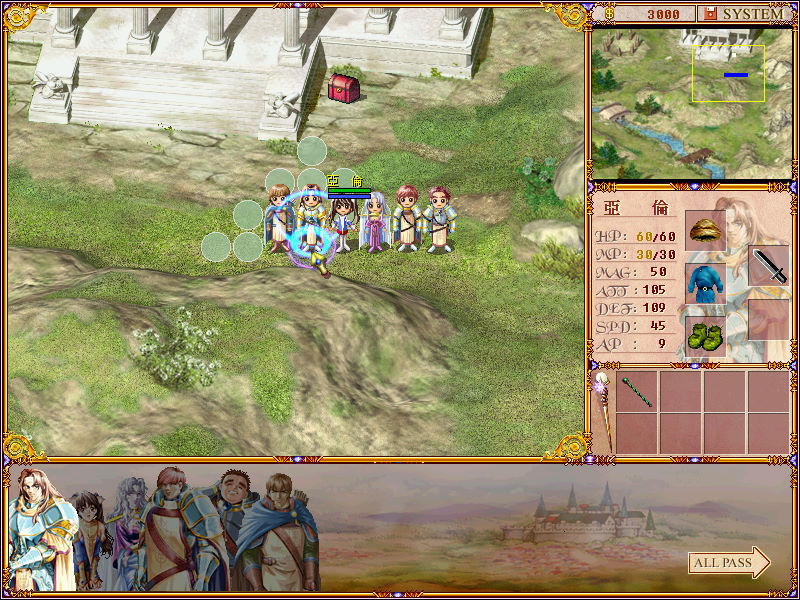 3000 SYSTEM
亞 倫
亞 倫
HP: 60/60
MP: 30/30
MAG: 50
ATT: 105
DEF: 109
SPD: 45
AP : 9
ALL PASS